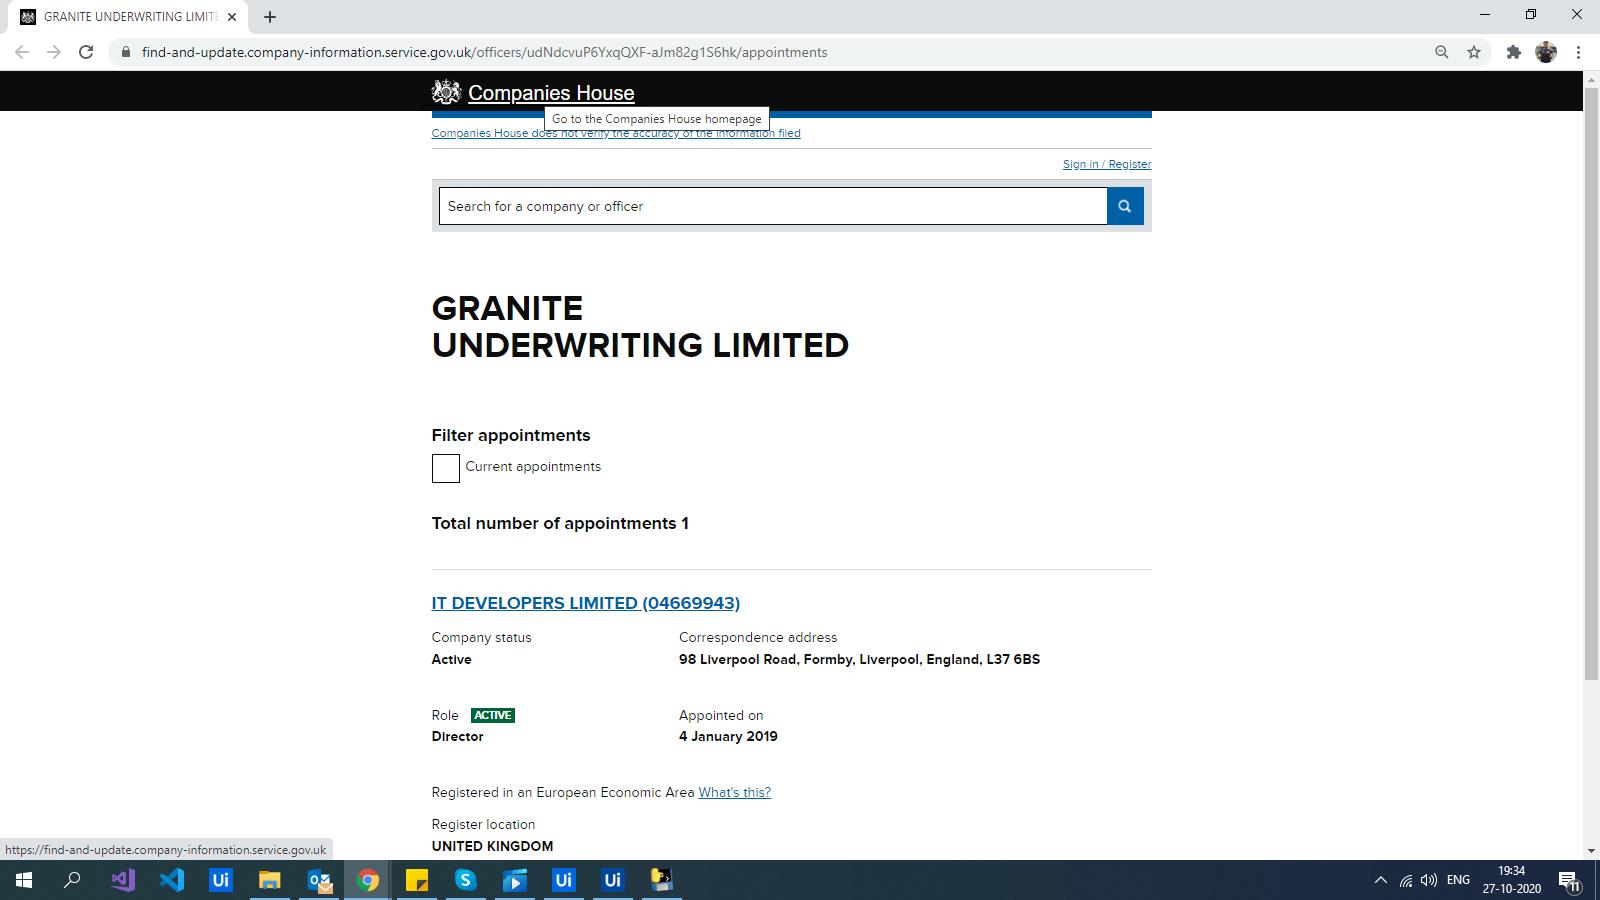 GRANITE UNDERWRITING LIMITE
find-and-update.company-information.service.gov.uk/officers/udNdcvuP6YxqQXF-aJm82g1S6hk/appointments
Companies House
Go to the Companies House homepage
Companies House does not verify the accuracy of the information filed
Sign in / Register
Search for a company or officer
GRANITE
UNDERWRITING LIMITED
Filter appointments
Current appointments
Total number of appointments 1
IT DEVELOPERS LIMITED (04669943)
Company status
Correspondence address
Active
98 Liverpool Road, Formby, Liverpool, England, L37 6BS
Role ACTIVE
Appointed on
Director
4 January 2019
Registered in an European Economic Area What's this?
Register location
UNITED KINGDOM
https://find-and-update.company-information.service.gov.uk
Ui
Ui
Ui
ENG
19:34
27-10-2020
11